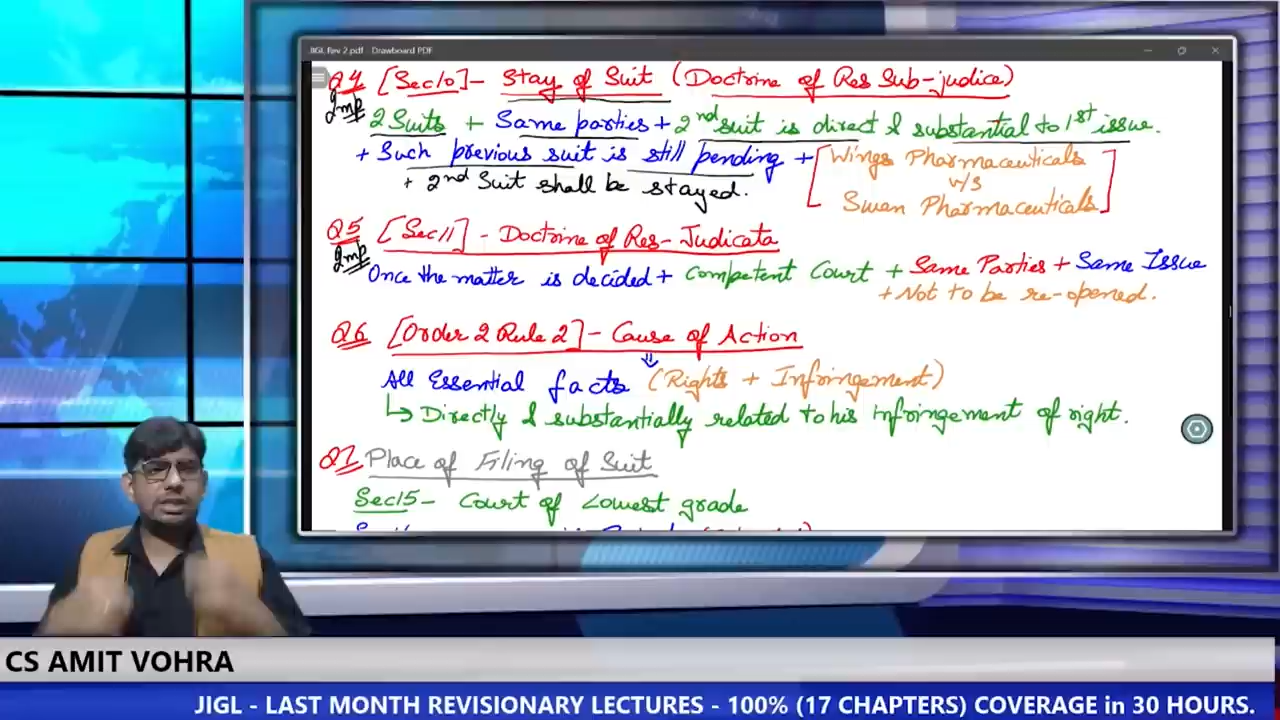 JIGL Rev 2.pdf - Drawboard PDF
Q4 [Sec10] - Stay of Suit (Doctrine of Res Sub-judice)
Imp
2 Suits + Same parties + 2nd suit is direct & substantial to 1st issue.
+ Such previous suit is still pending + [Wings Pharmaceuticals
v/s
+ 2nd Suit shall be stayed.
Swan Pharmaceuticals]
Q5 [Sec11] - Doctrine of Res-Judicata
Imp
Once the matter is decided + Competent Court + Same Parties + Same Issue
+ Not to be re-opened.
Q6 [Order 2 Rule 2] - Cause of Action
All Essential facts (Rights + Infringement)
↳ Directly & substantially related to his infringement of right.
Q7 Place of Filing of Suit
Sec15 - Court of Lowest grade
CS AMIT VOHRA
JIGL - LAST MONTH REVISIONARY LECTURES - 100% (17 CHAPTERS) COVERAGE in 30 HOURS.